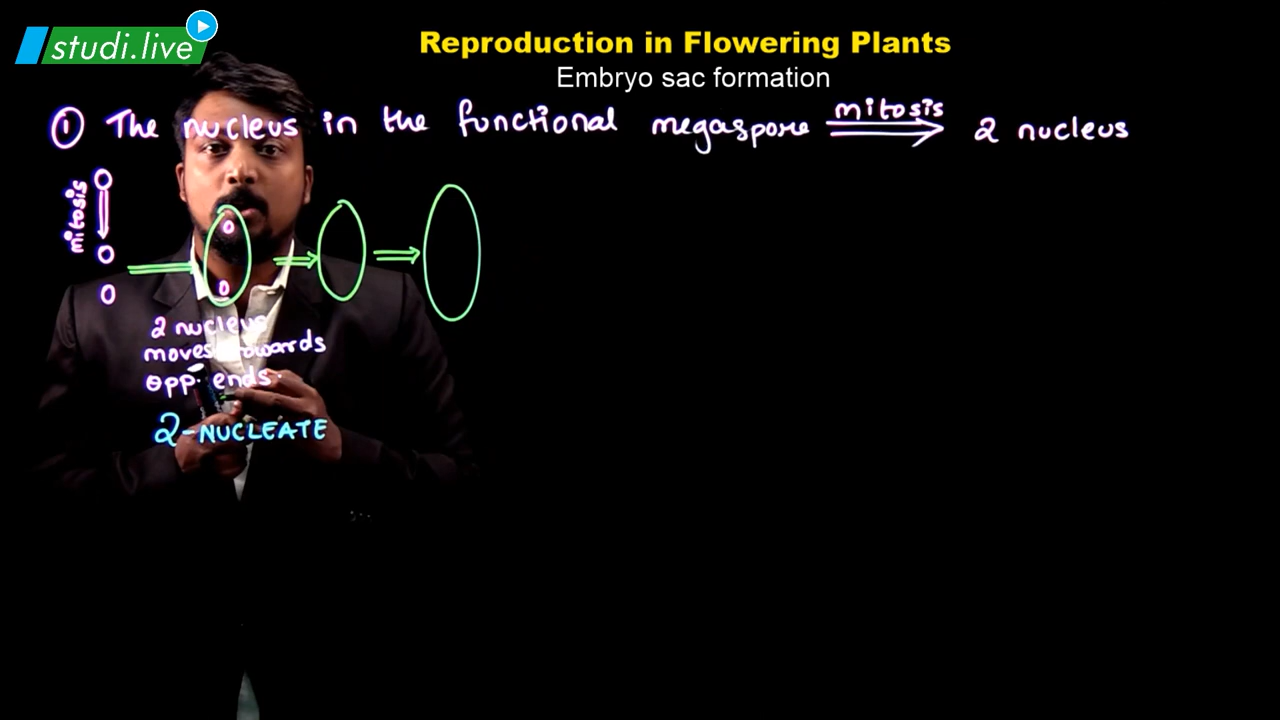 studi.live
Reproduction in Flowering Plants
Embryo sac formation
① The nucleus in the functional megaspore mitosis ⟹ 2 nucleus
mitosis
2 nucleus
moves towards
opp. ends.
2-NUCLEATE